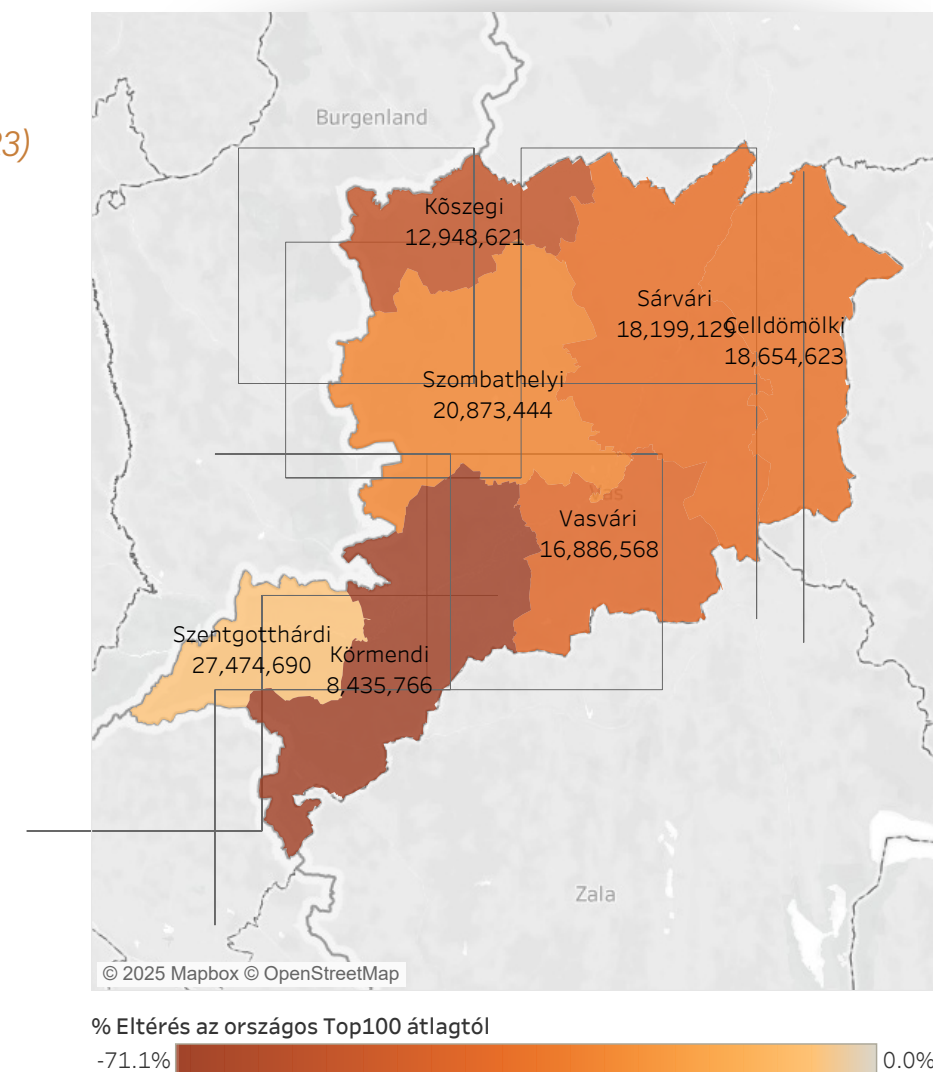 23)
Burgenland
Kőszegi
12,948,621
Sárvári
18,199,129
Celldömölki
18,654,623
Szombathelyi
20,873,444
Vas
Vasvári
16,886,568
Szentgotthárdi
27,474,690
Körmendi
8,435,766
Zala
© 2025 Mapbox © OpenStreetMap
% Eltérés az országos Top100 átlagtól
-71.1%
0.0%